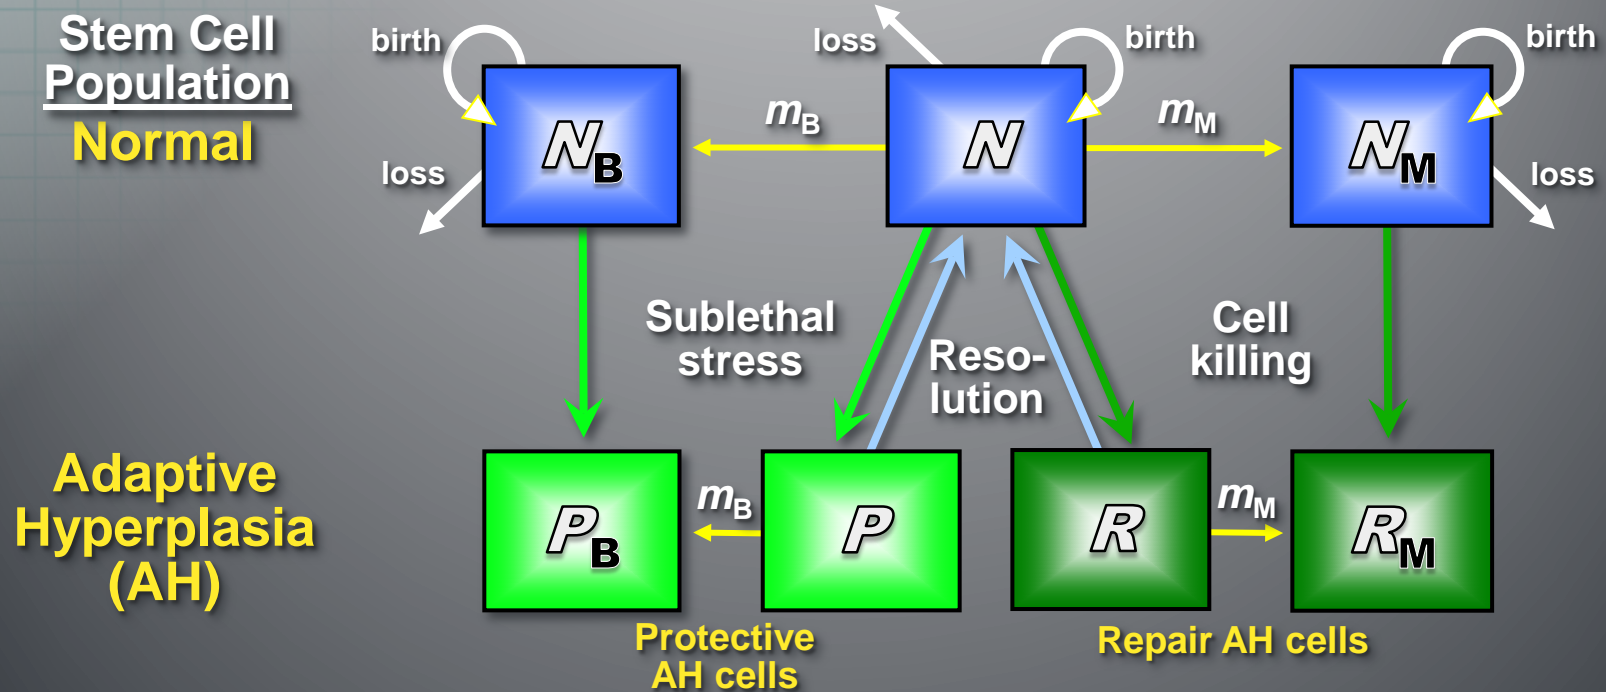 Stem Cell
Population
Normal
birth
loss
N_B
m_B
loss
birth
N
m_M
birth
loss
N_M
Sublethal
stress
Reso-
lution
Cell
killing
Adaptive
Hyperplasia
(AH)
P_B
m_B
P
R
m_M
R_M
Protective
AH cells
Repair AH cells